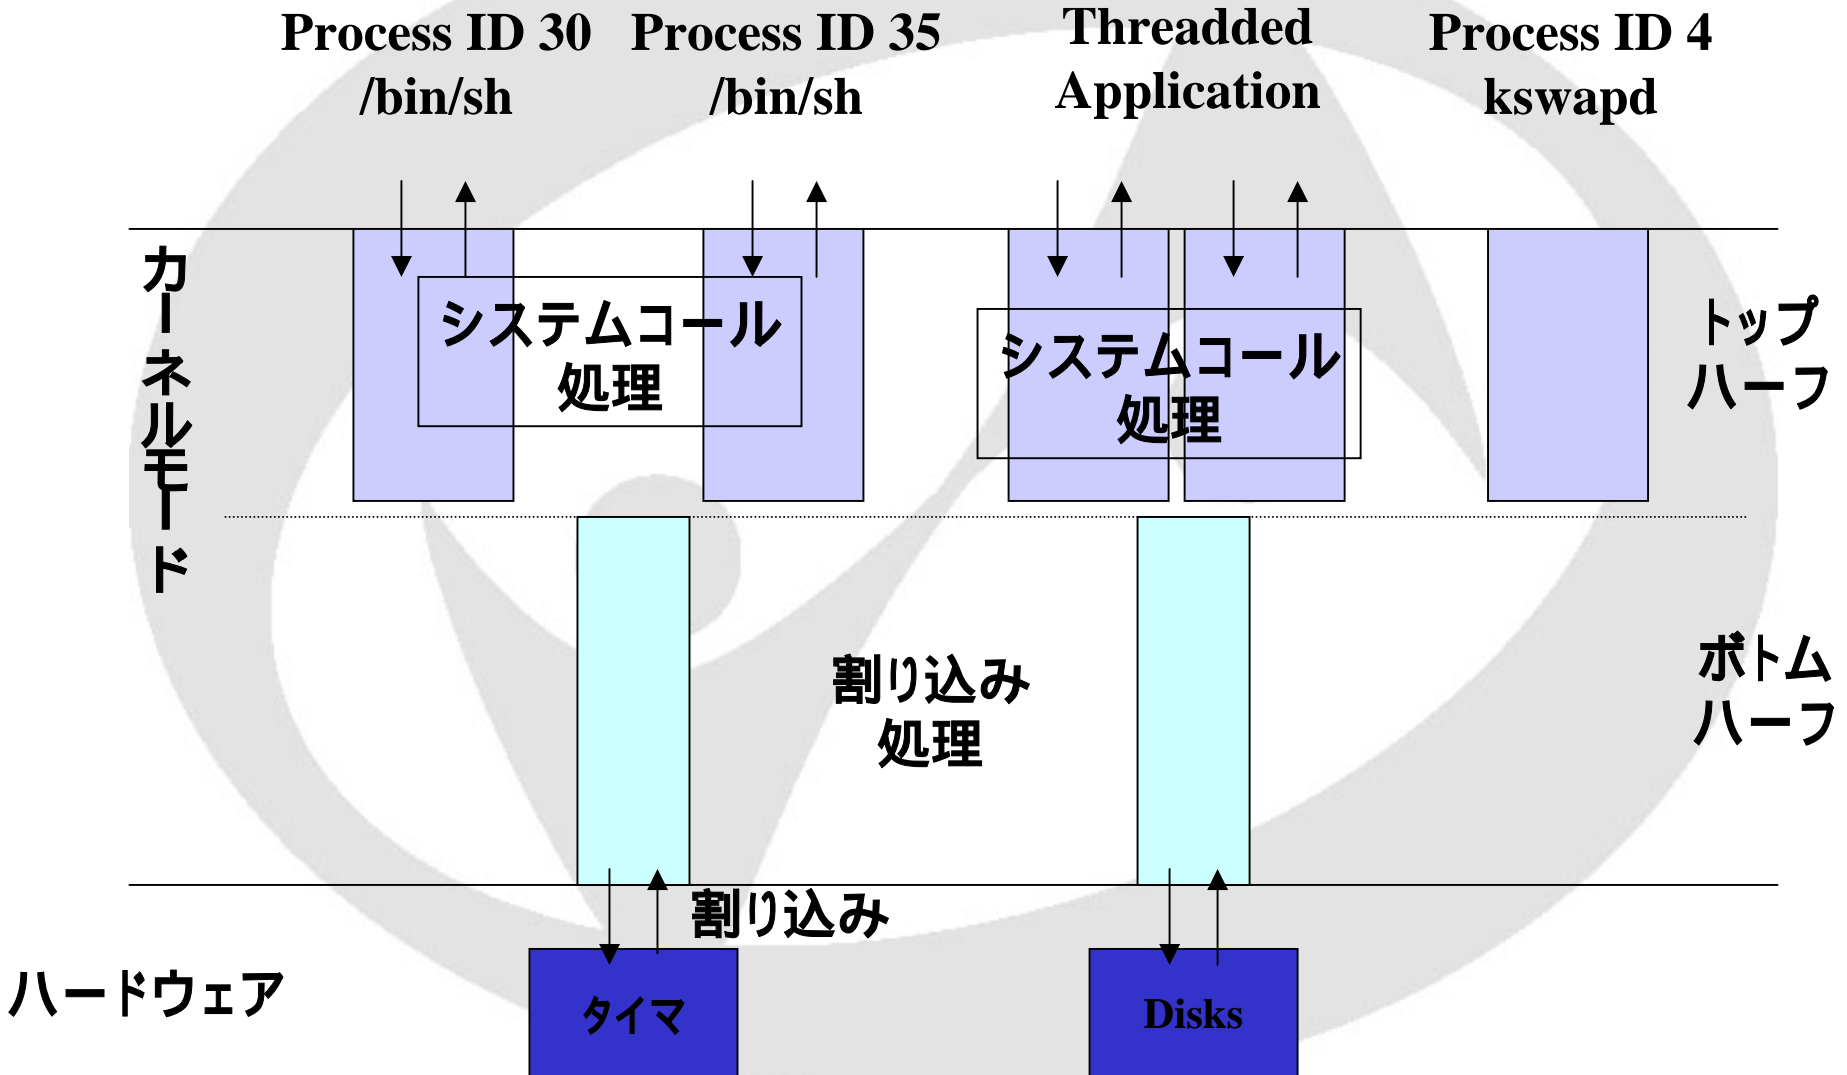 Process ID 30
/bin/sh
Process ID 35
/bin/sh
Threadded
Application
Process ID 4
kswapd
カーネルモード
システムコール
処理
システムコール
処理
トップ
ハーフ
割り込み
処理
ボトム
ハーフ
割り込み
ハードウェア
タイマ
Disks